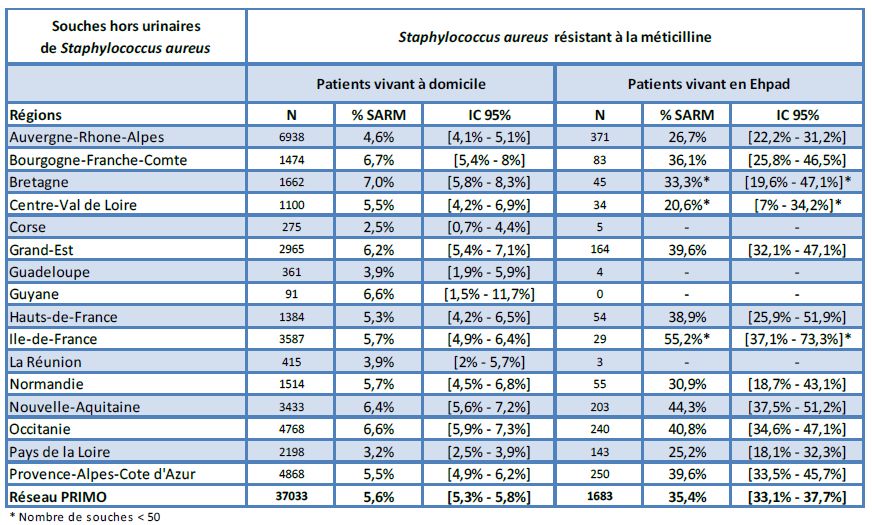 Souches hors urinaires de Staphylococcus aureus | Staphylococcus aureus résistant à la méticilline
Patients vivant à domicile | Patients vivant en Ehpad
Régions | N | % SARM | IC 95% | N | % SARM | IC 95%
Auvergne-Rhone-Alpes | 6938 | 4,6% | [4,1% - 5,1%] | 371 | 26,7% | [22,2% - 31,2%]
Bourgogne-Franche-Comte | 1474 | 6,7% | [5,4% - 8%] | 83 | 36,1% | [25,8% - 46,5%]
Bretagne | 1662 | 7,0% | [5,8% - 8,3%] | 45 | 33,3%* | [19,6% - 47,1%]*
Centre-Val de Loire | 1100 | 5,5% | [4,2% - 6,9%] | 34 | 20,6%* | [7% - 34,2%]*
Corse | 275 | 2,5% | [0,7% - 4,4%] | 5 | - | -
Grand-Est | 2965 | 6,2% | [5,4% - 7,1%] | 164 | 39,6% | [32,1% - 47,1%]
Guadeloupe | 361 | 3,9% | [1,9% - 5,9%] | 4 | - | -
Guyane | 91 | 6,6% | [1,5% - 11,7%] | 0 | - | -
Hauts-de-France | 1384 | 5,3% | [4,2% - 6,5%] | 54 | 38,9% | [25,9% - 51,9%]
Ile-de-France | 3587 | 5,7% | [4,9% - 6,4%] | 29 | 55,2%* | [37,1% - 73,3%]*
La Réunion | 415 | 3,9% | [2% - 5,7%] | 3 | - | -
Normandie | 1514 | 5,7% | [4,5% - 6,8%] | 55 | 30,9% | [18,7% - 43,1%]
Nouvelle-Aquitaine | 3433 | 6,4% | [5,6% - 7,2%] | 203 | 44,3% | [37,5% - 51,2%]
Occitanie | 4768 | 6,6% | [5,9% - 7,3%] | 240 | 40,8% | [34,6% - 47,1%]
Pays de la Loire | 2198 | 3,2% | [2,5% - 3,9%] | 143 | 25,2% | [18,1% - 32,3%]
Provence-Alpes-Cote d'Azur | 4868 | 5,5% | [4,9% - 6,2%] | 250 | 39,6% | [33,5% - 45,7%]
Réseau PRIMO | 37033 | 5,6% | [5,3% - 5,8%] | 1683 | 35,4% | [33,1% - 37,7%]
* Nombre de souches < 50